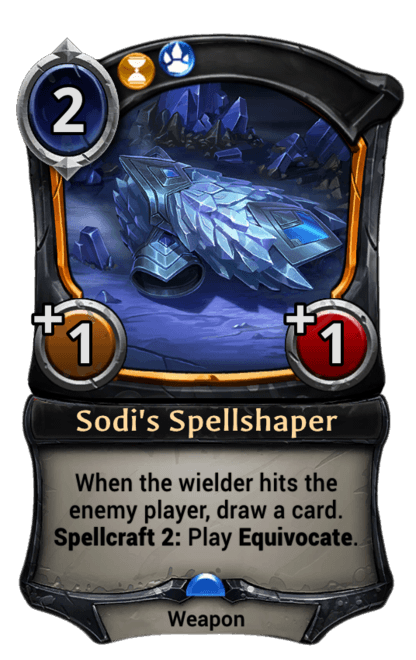 2
+1
+1
Sodi's Spellshaper
When the wielder hits the
enemy player, draw a card.
Spellcraft 2: Play Equivocate.
Weapon